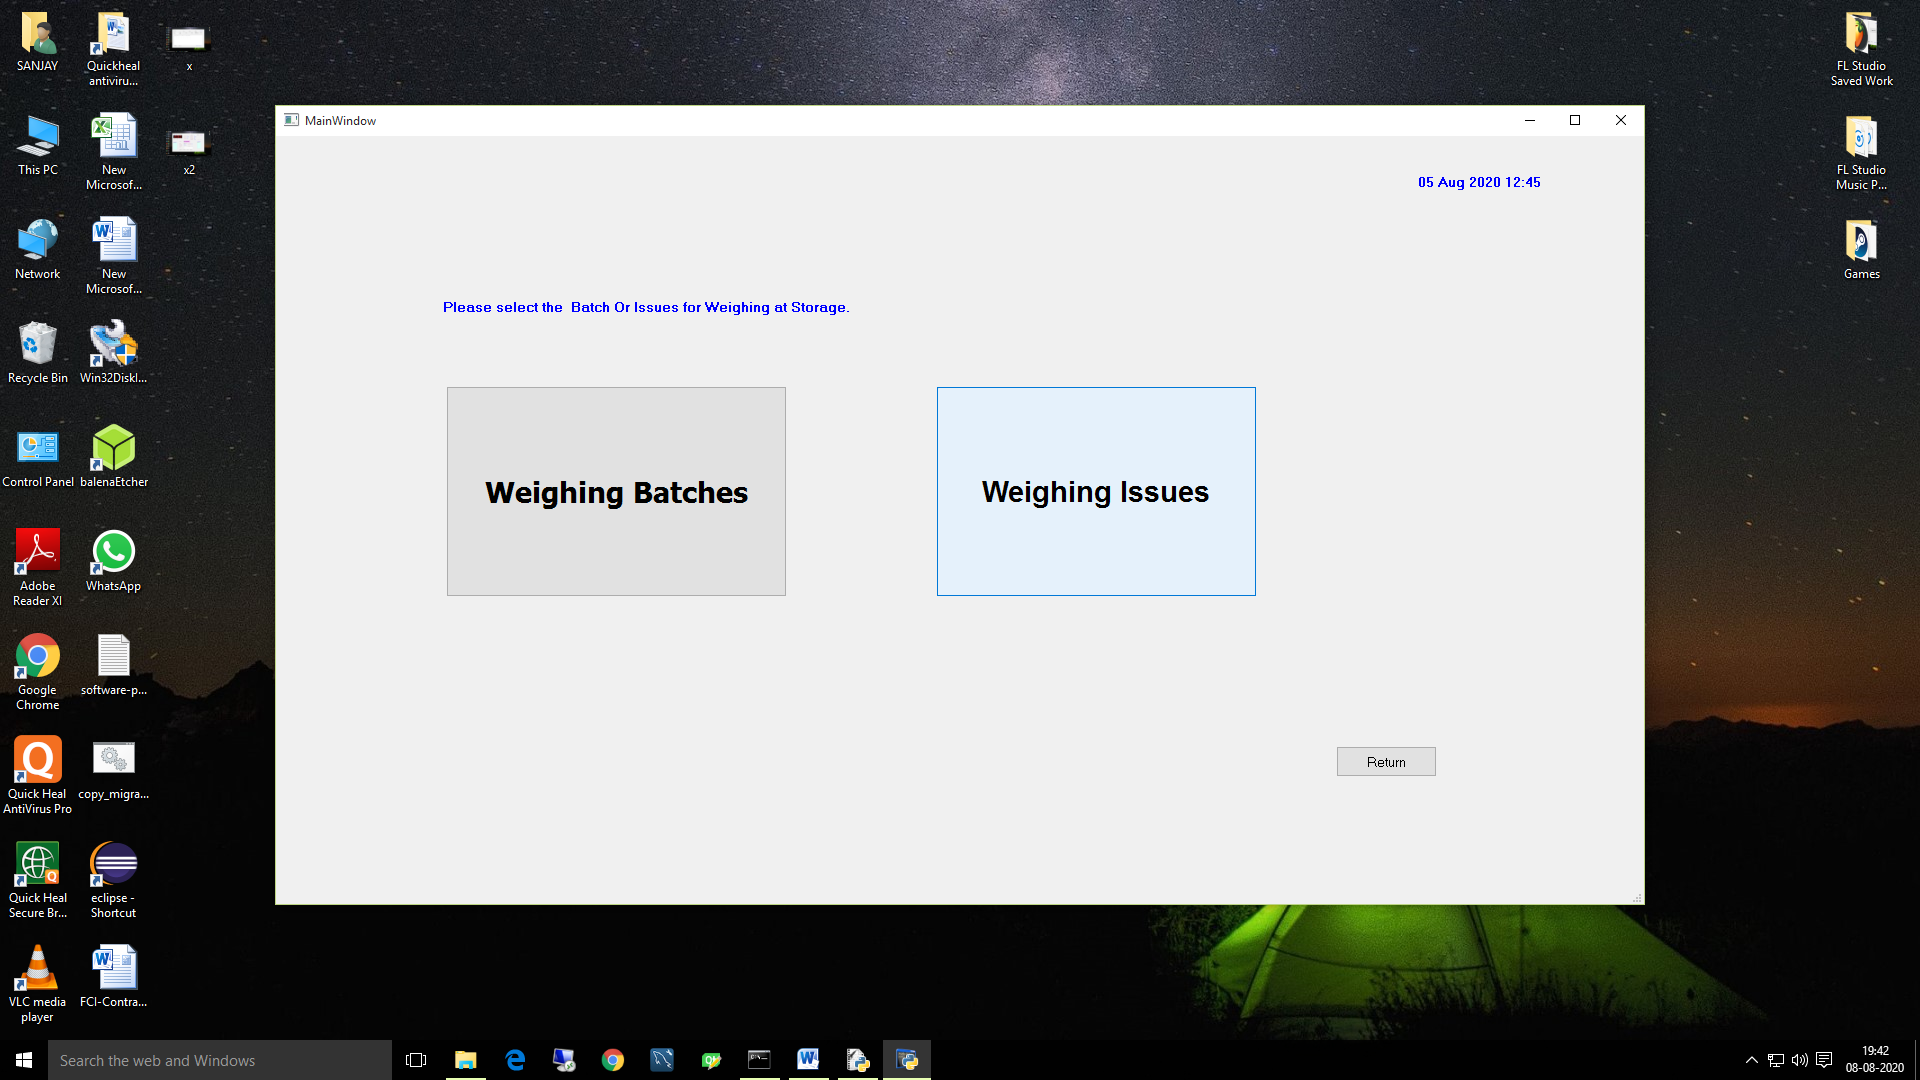 SANJAY
Quickheal
antiviru...
x
This PC
New
Microsof...
x2
Network
New
Microsof...
Recycle Bin
Win32DiskI...
Control Panel
balenaEtcher
Adobe
Reader XI
WhatsApp
Google
Chrome
software-p...
Quick Heal
AntiVirus Pro
copy_migra...
Quick Heal
Secure Br...
eclipse -
Shortcut
VLC media
player
FCI-Contra...
MainWindow
05 Aug 2020 12:45
Please select the  Batch Or Issues for Weighing at Storage.
Weighing Batches
Weighing Issues
Return
FL Studio
Saved Work
FL Studio
Music P...
Games
Search the web and Windows
19:42
08-08-2020